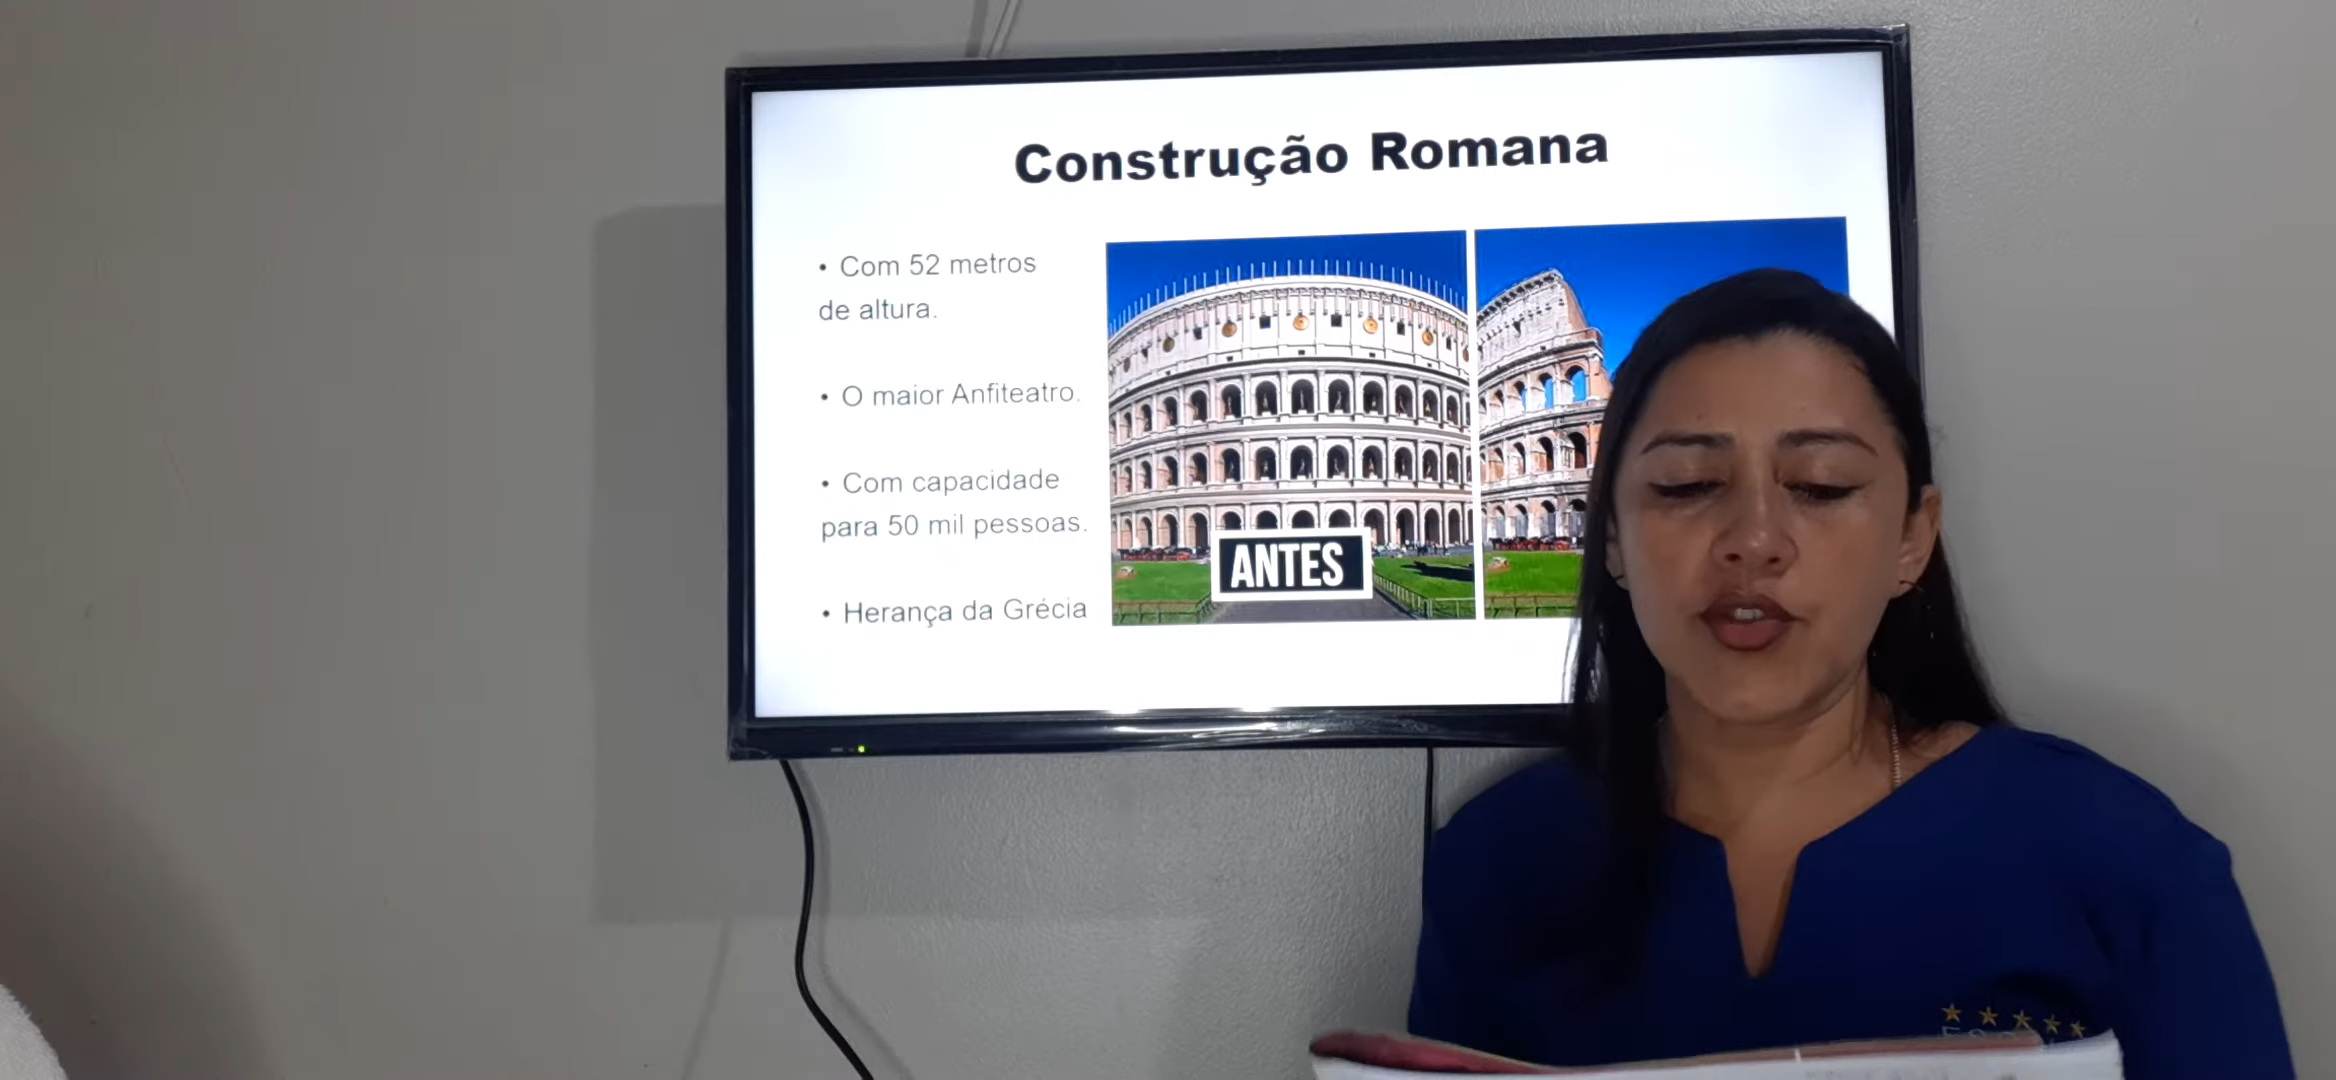 Construção Romana
• Com 52 metros
de altura.
• O maior Anfiteatro.
• Com capacidade
para 50 mil pessoas.
• Herança da Grécia
ANTES